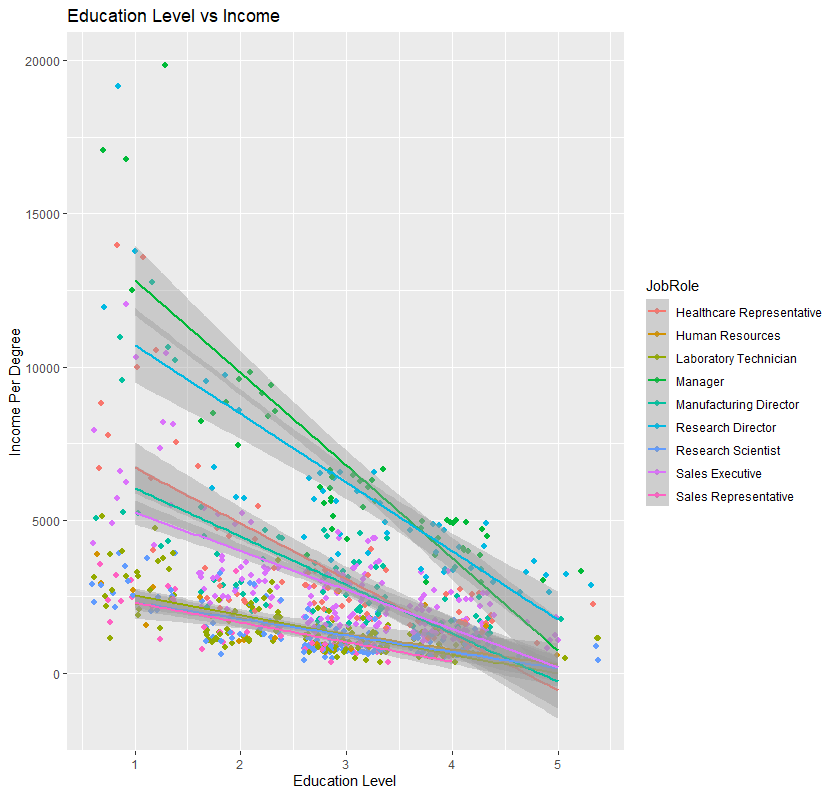 Education Level vs Income
20000
15000
10000
5000
0
Income Per Degree
1 2 3 4 5
Education Level
JobRole
Healthcare Representative
Human Resources
Laboratory Technician
Manager
Manufacturing Director
Research Director
Research Scientist
Sales Executive
Sales Representative